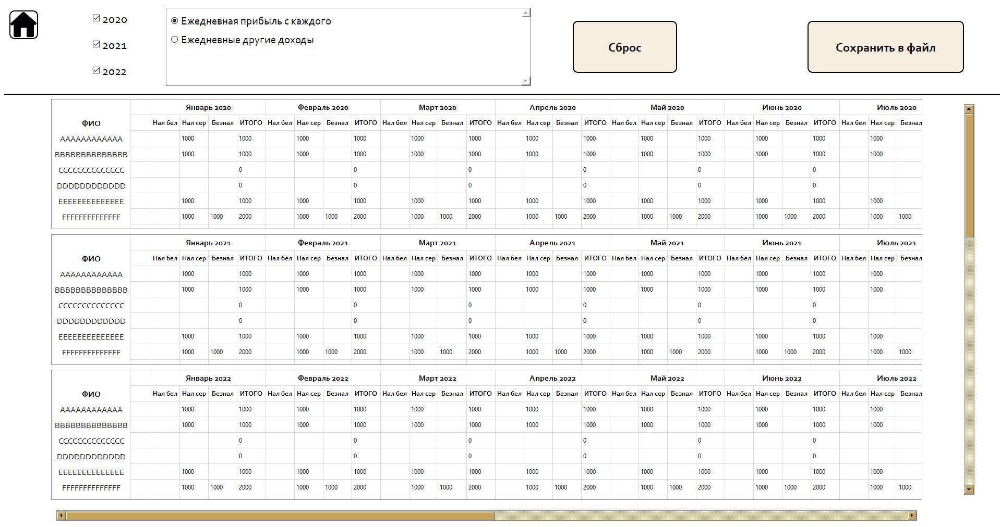 2020
2021
2022
Ежедневная прибыль с каждого
Ежедневные другие доходы
Сброс
Сохранить в файл
Январь 2020 Февраль 2020 Март 2020 Апрель 2020 Май 2020 Июнь 2020 Июль 2020
ФИО Нал бел Нал сер Безнал ИТОГО Нал бел Нал сер Безнал ИТОГО Нал бел Нал сер Безнал ИТОГО Нал бел Нал сер Безнал ИТОГО Нал бел Нал сер Безнал ИТОГО Нал бел Нал сер Безнал ИТОГО Нал бел Нал сер Безнал
AAAAAAAAAAAA 1000 1000 1000 1000 1000 1000 1000 1000 1000 1000 1000 1000 1000
BBBBBBBBBBBBBB 1000 1000 1000 1000 1000 1000 1000 1000 1000 1000 1000 1000 1000
CCCCCCCCCCCCCC 0 0 0 0 0 0
DDDDDDDDDDDD 0 0 0 0 0 0
EEEEEEEEEEEEEE 1000 1000 1000 1000 1000 1000 1000 1000 1000 1000 1000 1000 1000
FFFFFFFFFFFFFF 1000 1000 2000 1000 1000 2000 1000 1000 2000 1000 1000 2000 1000 1000 2000 1000 1000 2000 1000 1000
Январь 2021 Февраль 2021 Март 2021 Апрель 2021 Май 2021 Июнь 2021 Июль 2021
ФИО Нал бел Нал сер Безнал ИТОГО Нал бел Нал сер Безнал ИТОГО Нал бел Нал сер Безнал ИТОГО Нал бел Нал сер Безнал ИТОГО Нал бел Нал сер Безнал ИТОГО Нал бел Нал сер Безнал ИТОГО Нал бел Нал сер Безнал
AAAAAAAAAAAA 1000 1000 1000 1000 1000 1000 1000 1000 1000 1000 1000 1000 1000
BBBBBBBBBBBBBB 1000 1000 1000 1000 1000 1000 1000 1000 1000 1000 1000 1000 1000
CCCCCCCCCCCCCC 0 0 0 0 0 0
DDDDDDDDDDDD 0 0 0 0 0 0
EEEEEEEEEEEEEE 1000 1000 1000 1000 1000 1000 1000 1000 1000 1000 1000 1000 1000
FFFFFFFFFFFFFF 1000 1000 2000 1000 1000 2000 1000 1000 2000 1000 1000 2000 1000 1000 2000 1000 1000 2000 1000 1000
Январь 2022 Февраль 2022 Март 2022 Апрель 2022 Май 2022 Июнь 2022 Июль 2022
ФИО Нал бел Нал сер Безнал ИТОГО Нал бел Нал сер Безнал ИТОГО Нал бел Нал сер Безнал ИТОГО Нал бел Нал сер Безнал ИТОГО Нал бел Нал сер Безнал ИТОГО Нал бел Нал сер Безнал ИТОГО Нал бел Нал сер Безнал
AAAAAAAAAAAA 1000 1000 1000 1000 1000 1000 1000 1000 1000 1000 1000 1000 1000
BBBBBBBBBBBBBB 1000 1000 1000 1000 1000 1000 1000 1000 1000 1000 1000 1000 1000
CCCCCCCCCCCCCC 0 0 0 0 0 0
DDDDDDDDDDDD 0 0 0 0 0 0
EEEEEEEEEEEEEE 1000 1000 1000 1000 1000 1000 1000 1000 1000 1000 1000 1000 1000
FFFFFFFFFFFFFF 1000 1000 2000 1000 1000 2000 1000 1000 2000 1000 1000 2000 1000 1000 2000 1000 1000 2000 1000 1000